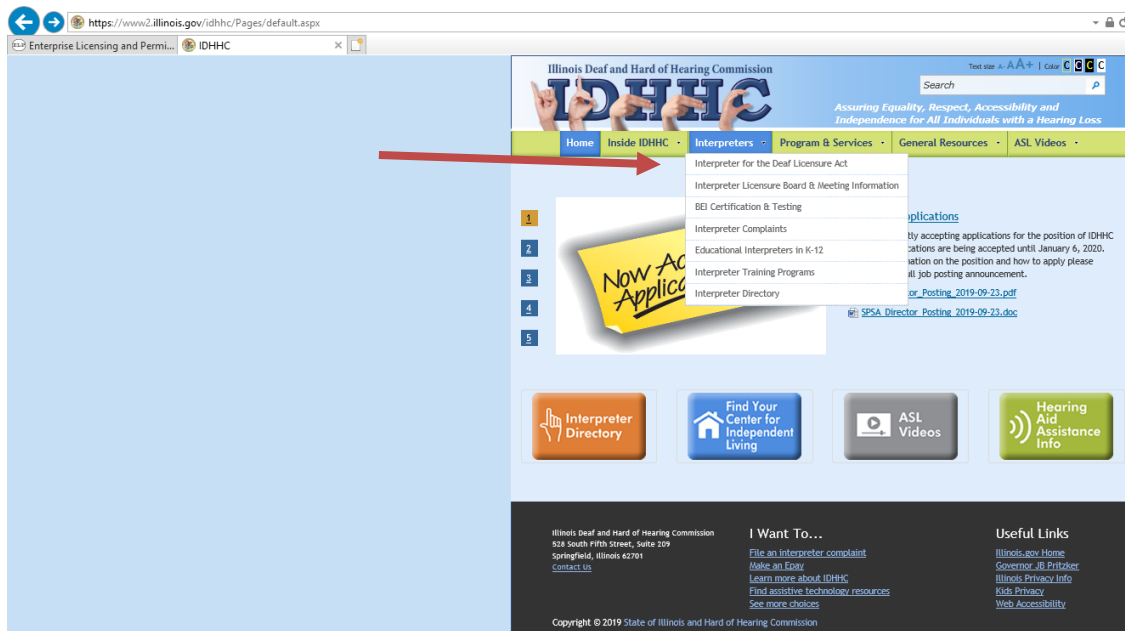 https://www2.illinois.gov/idhhc/Pages/default.aspx
ELP Enterprise Licensing and Permi...
IDHHC
Illinois Deaf and Hard of Hearing Commission
IDHHC
Text size A- A A+ | Color C C C C
Search
Assuring Equality, Respect, Accessibility and
Independence for All Individuals with a Hearing Loss
Home Inside IDHHC Interpreters Program & Services General Resources ASL Videos
Interpreter for the Deaf Licensure Act
Interpreter Licensure Board & Meeting Information
BEI Certification & Testing
Interpreter Complaints
Educational Interpreters in K-12
Interpreter Training Programs
Interpreter Directory
1
2
3
4
5
Now Ac
Applica
plications
tly accepting applications for the position of IDHHC
cations are being accepted until January 6, 2020.
mation on the position and how to apply please
ull job posting announcement.
or_Posting_2019-09-23.pdf
SPSA_Director_Posting_2019-09-23.doc
Interpreter
Directory
Find Your
Center for
Independent
Living
ASL
Videos
Hearing
Aid
Assistance
Info
Illinois Deaf and Hard of Hearing Commission
528 South Fifth Street, Suite 209
Springfield, Illinois 62701
Contact Us
I Want To...
File an interpreter complaint
Make an Epay
Learn more about IDHHC
Find assistive technology resources
See more choices
Useful Links
Illinois.gov Home
Governor JB Pritzker
Illinois Privacy Info
Kids Privacy
Web Accessibility
Copyright © 2019 State of Illinois and Hard of Hearing Commission